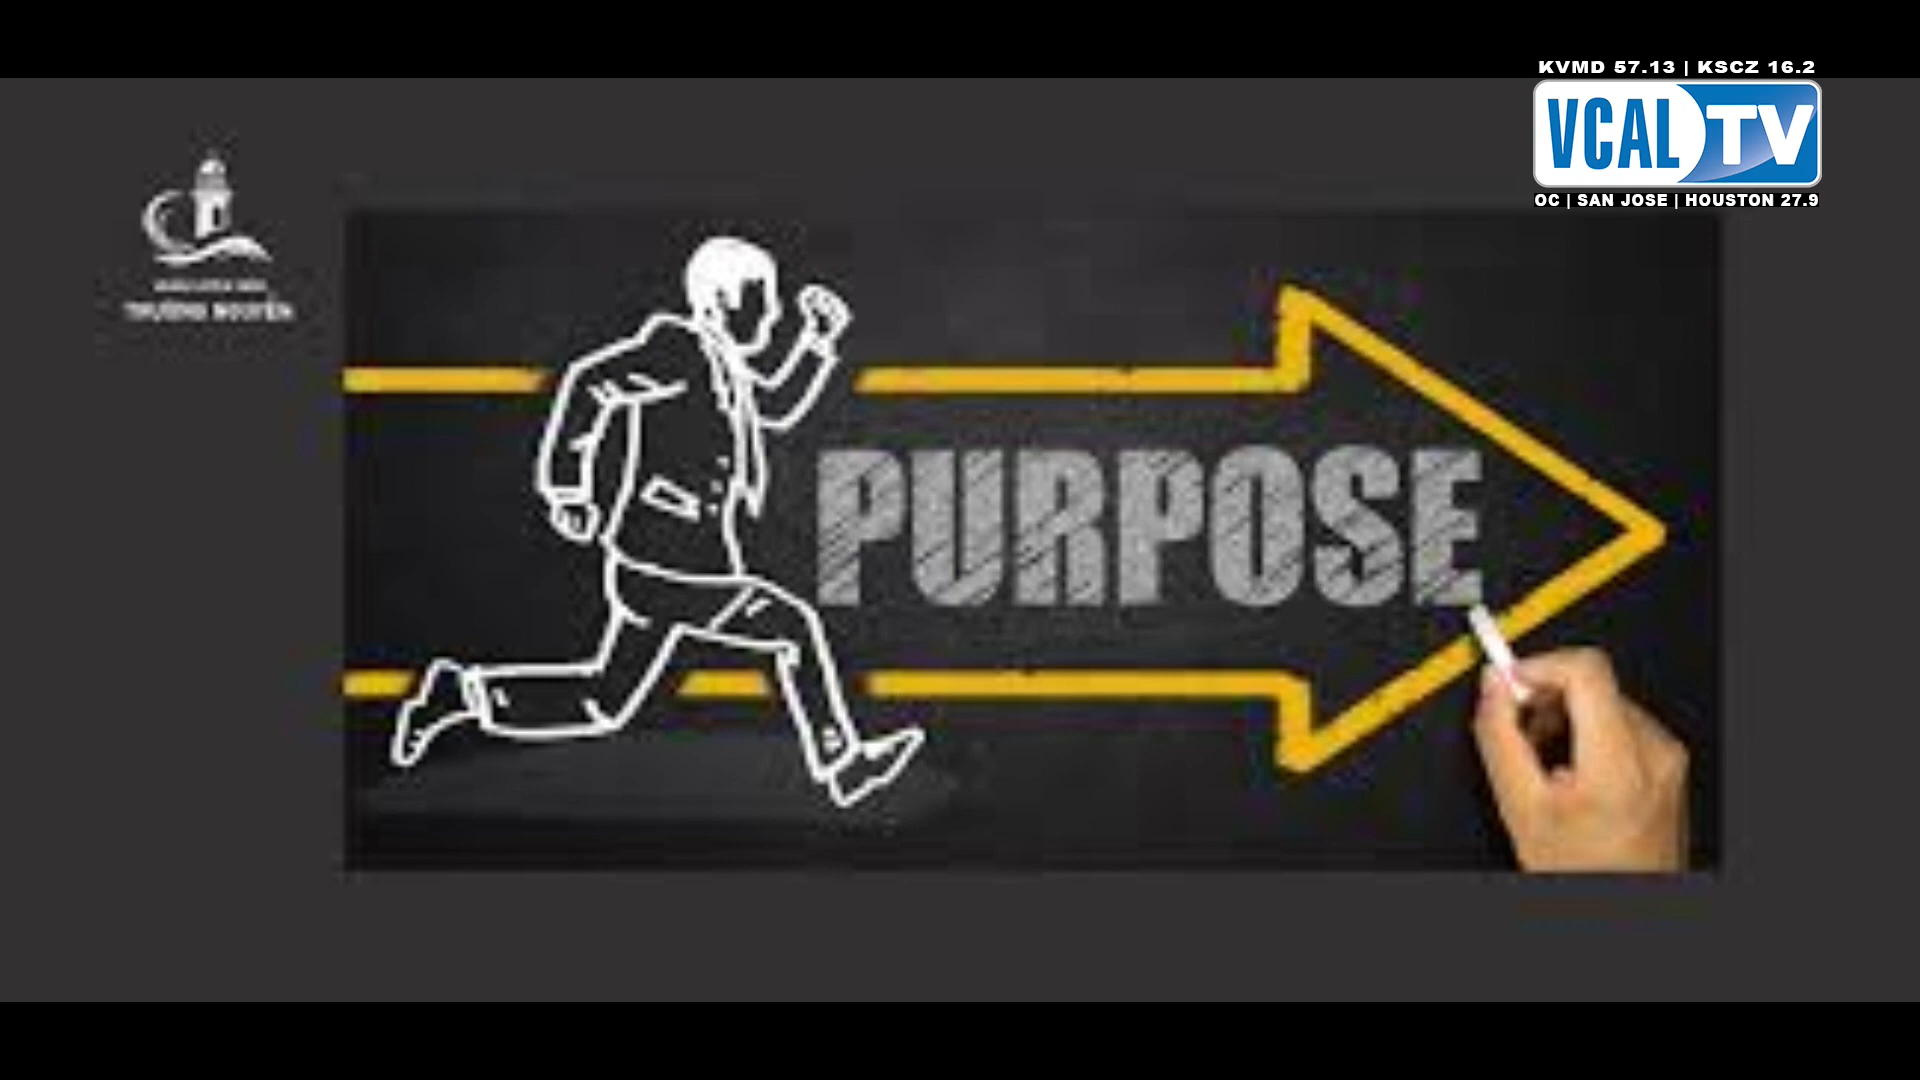 KVMD 57.13 | KSCZ 16.2
VCAL TV
OC | SAN JOSE | HOUSTON 27.9
PURPOSE